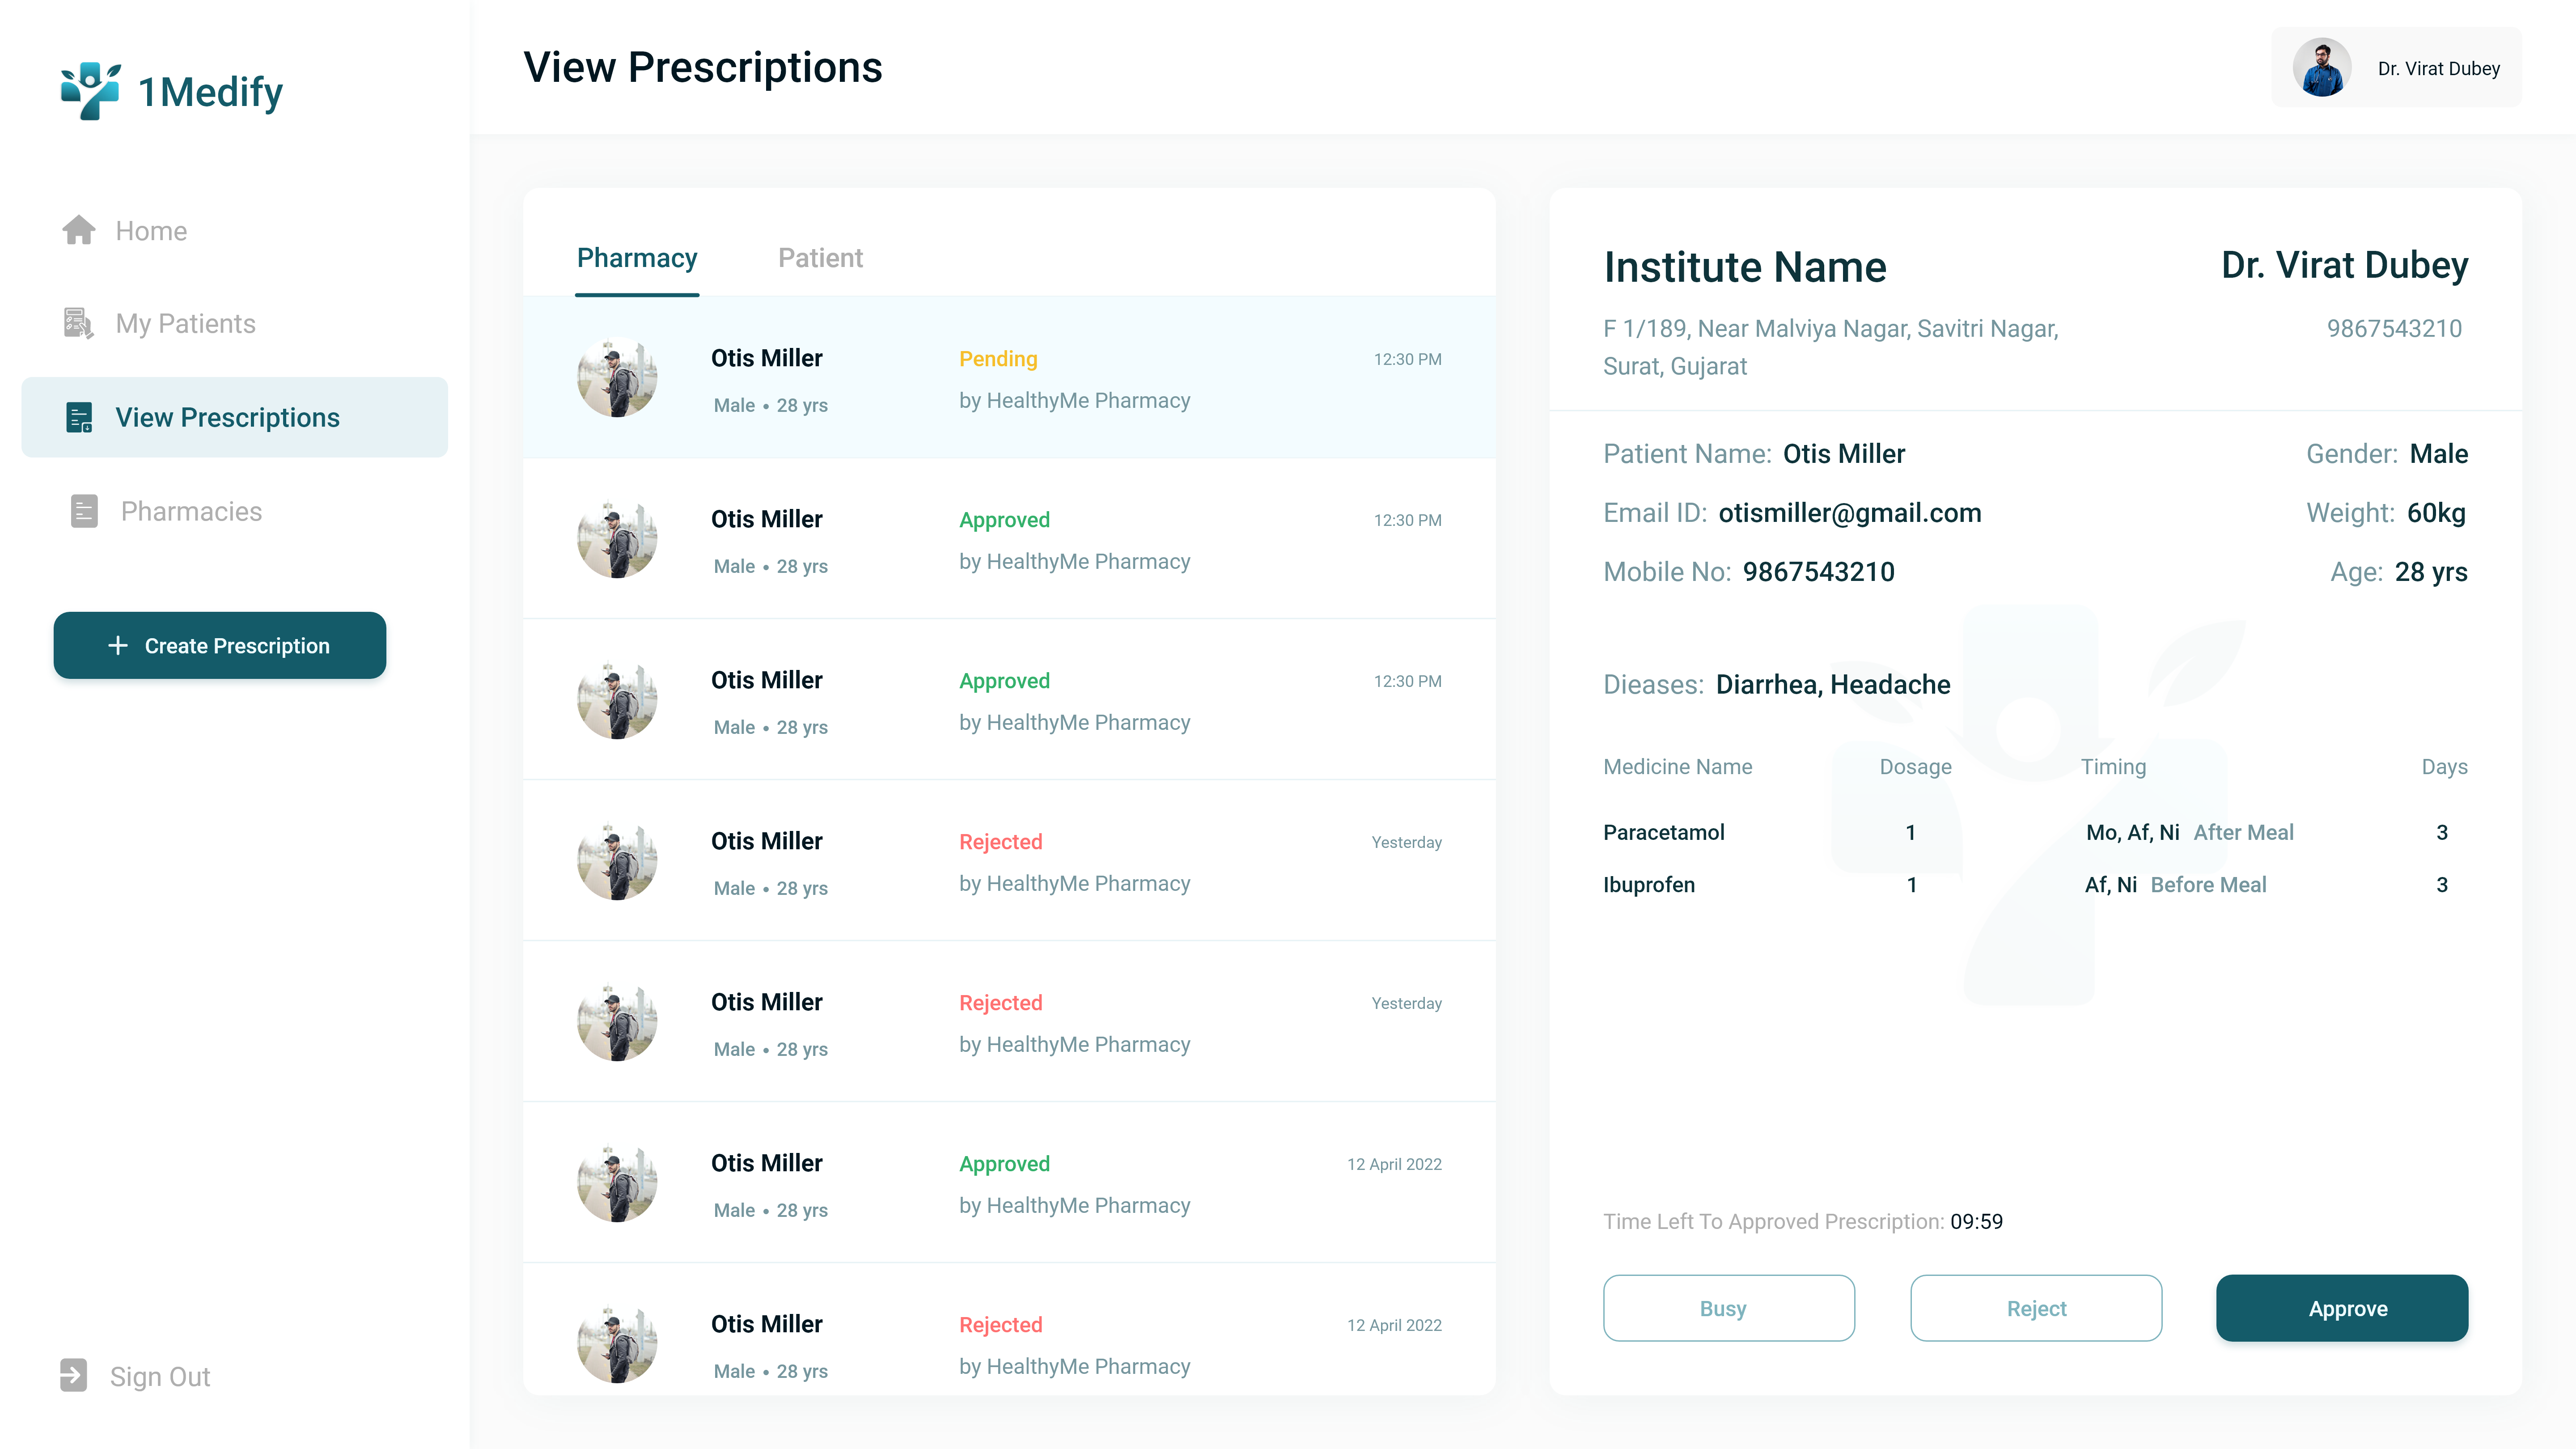 1Medify
Home
My Patients
View Prescriptions
Pharmacies
Create Prescription
Sign Out
View Prescriptions
Dr. Virat Dubey
Pharmacy Patient
Otis Miller Pending 12:30 PM
Male • 28 yrs by HealthyMe Pharmacy
Otis Miller Approved 12:30 PM
Male • 28 yrs by HealthyMe Pharmacy
Otis Miller Approved 12:30 PM
Male • 28 yrs by HealthyMe Pharmacy
Otis Miller Rejected Yesterday
Male • 28 yrs by HealthyMe Pharmacy
Otis Miller Rejected Yesterday
Male • 28 yrs by HealthyMe Pharmacy
Otis Miller Approved 12 April 2022
Male • 28 yrs by HealthyMe Pharmacy
Otis Miller Rejected 12 April 2022
Male • 28 yrs by HealthyMe Pharmacy
Institute Name Dr. Virat Dubey
F 1/189, Near Malviya Nagar, Savitri Nagar, 9867543210
Surat, Gujarat
Patient Name: Otis Miller Gender: Male
Email ID: otismiller@gmail.com Weight: 60kg
Mobile No: 9867543210 Age: 28 yrs
Dieases: Diarrhea, Headache
Medicine Name Dosage Timing Days
Paracetamol 1 Mo, Af, Ni After Meal 3
Ibuprofen 1 Af, Ni Before Meal 3
Time Left To Approved Prescription: 09:59
Busy Reject Approve